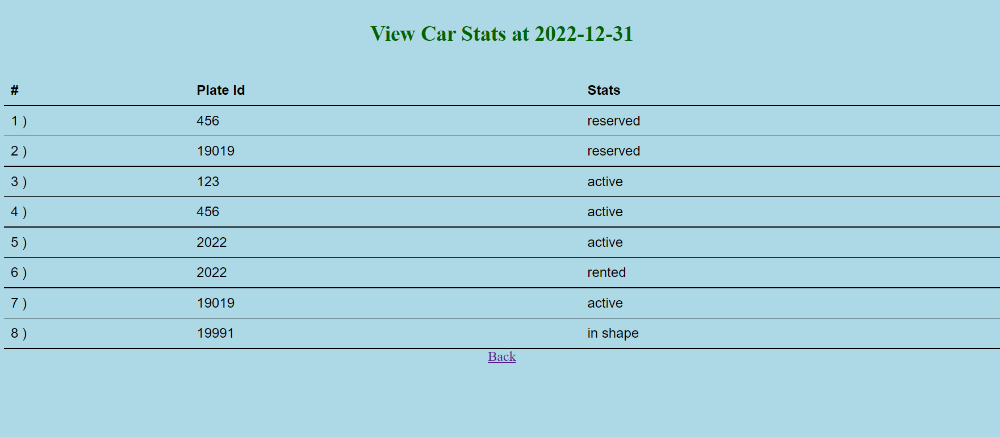 View Car Stats at 2022-12-31
# Plate Id Stats
1 ) 456 reserved
2 ) 19019 reserved
3 ) 123 active
4 ) 456 active
5 ) 2022 active
6 ) 2022 rented
7 ) 19019 active
8 ) 19991 in shape
Back